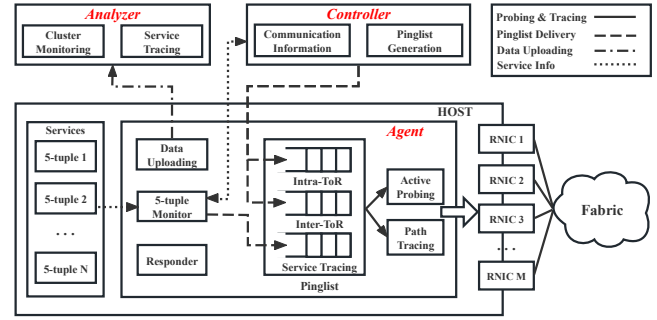 Analyzer
Cluster
Monitoring
Service
Tracing
Controller
Communication
Information
Pinglist
Generation
Probing & Tracing
Pinglist Delivery
Data Uploading
Service Info
HOST
Services
5-tuple 1
5-tuple 2
...
5-tuple N
Agent
Data
Uploading
5-tuple
Monitor
Responder
Intra-ToR
Inter-ToR
Service Tracing
Pinglist
Active
Probing
Path
Tracing
RNIC 1
RNIC 2
RNIC 3
...
RNIC M
Fabric